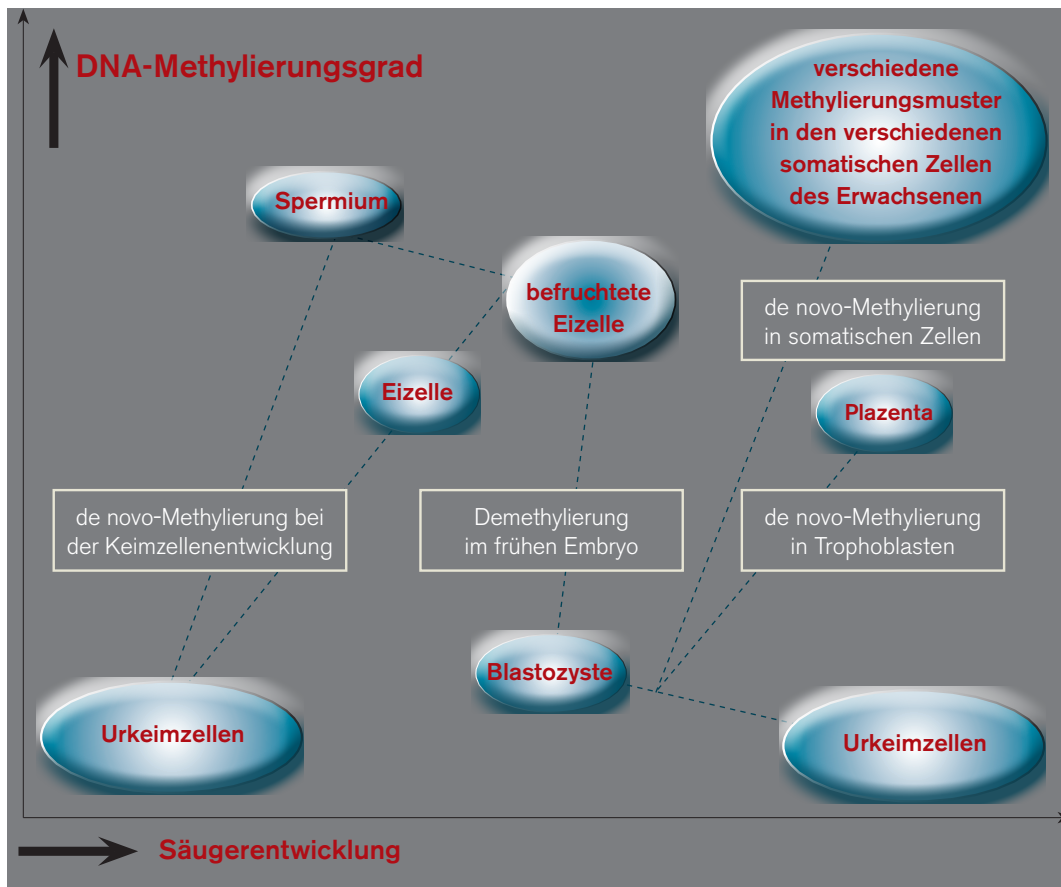 DNA-Methylierungsgrad
verschiedene
Methylierungsmuster
in den verschiedenen
somatischen Zellen
des Erwachsenen
Spermium
befruchtete
Eizelle
de novo-Methylierung
in somatischen Zellen
Eizelle
Plazenta
de novo-Methylierung bei
der Keimzellenentwicklung
Demethylierung
im frühen Embryo
de novo-Methylierung
in Trophoblasten
Blastozyste
Urkeimzellen
Urkeimzellen
Säugerentwicklung